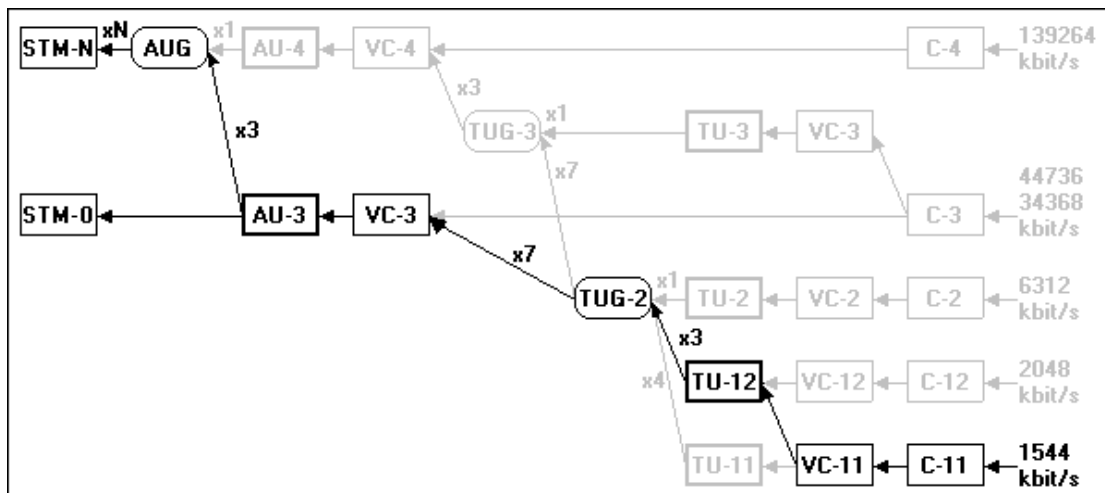 STM-N xN AUG x1 AU-4 VC-4 C-4 139264
kbit/s
x3
TUG-3 x1 TU-3 VC-3
x3
x7
44736
34368
kbit/s
STM-0 AU-3 VC-3 C-3
x7
TUG-2 x1 TU-2 VC-2 C-2 6312
kbit/s
x3
x4 TU-12 VC-12 C-12 2048
kbit/s
TU-11 VC-11 C-11 1544
kbit/s